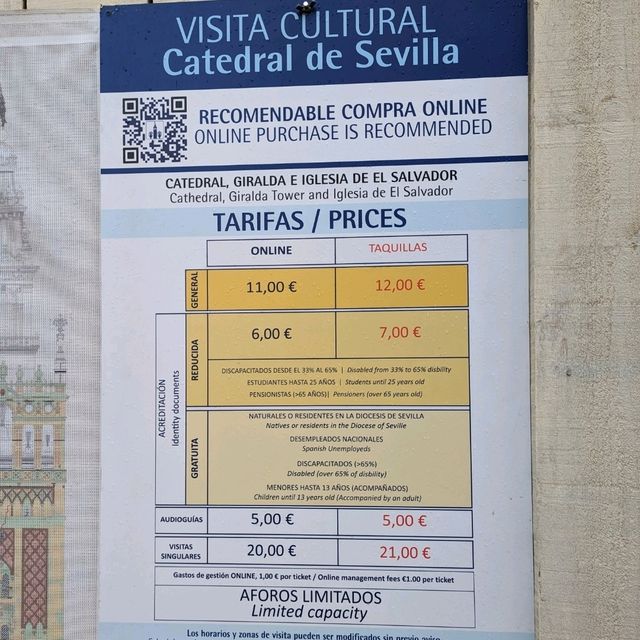 VISITA CULTURAL
Catedral de Sevilla
RECOMENDABLE COMPRA ONLINE
ONLINE PURCHASE IS RECOMMENDED
CATEDRAL, GIRALDA E IGLESIA DE EL SALVADOR
Cathedral, Giralda Tower and Iglesia de El Salvador
TARIFAS / PRICES
ONLINE TAQUILLAS
GENERAL 11,00 € 12,00 €
ACREDITACIÓN
Identity documents
REDUCIDA
6,00 € 7,00 €
DISCAPACITADOS DESDE EL 33% AL 65% | Disabled from 33% to 65% disbility
ESTUDIANTES HASTA 25 AÑOS | Students until 25 years old
PENSIONISTAS (>65 AÑOS)| Pensioners (over 65 years old)
GRATUITA
NATURALES O RESIDENTES EN LA DIOCESIS DE SEVILLA
Natives or residents in the Diocese of Seville
DESEMPLEADOS NACIONALES
Spanish Unemployeds
DISCAPACITADOS (>65%)
Disabled (over 65% of disbility)
MENORES HASTA 13 AÑOS (ACOMPAÑADOS)
Children until 13 years old (Accompanied by an adult)
AUDIOGUÍAS 5,00 € 5,00 €
VISITAS
SINGULARES 20,00 € 21,00 €
Gastos de gestión ONLINE, 1,00 € por ticket / Online management fees €1.00 per ticket
AFOROS LIMITADOS
Limited capacity
Los horarios y zonas de visita pueden ser modificados sin previo aviso